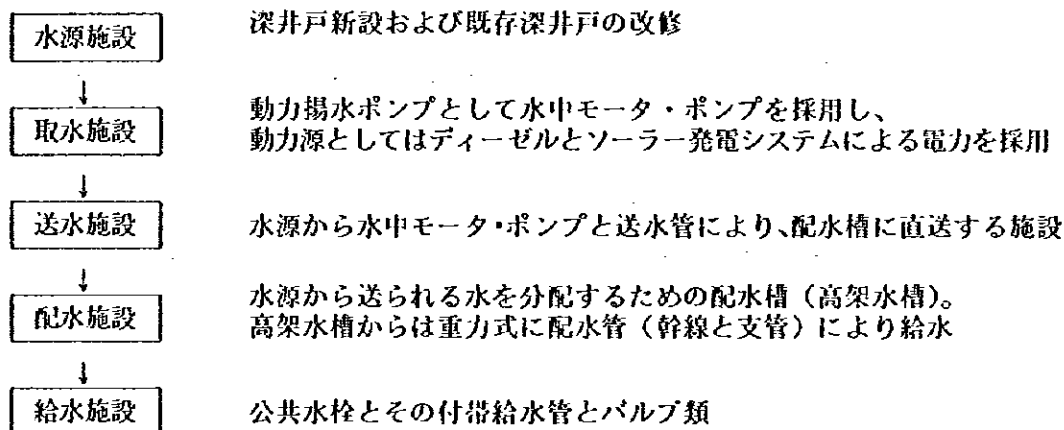 水源施設
深井戸新設および既存深井戸の改修
↓
取水施設
動力揚水ポンプとして水中モータ・ポンプを採用し、
動力源としてはディーゼルとソーラー発電システムによる電力を採用
↓
送水施設
水源から水中モータ・ポンプと送水管により、配水槽に直送する施設
↓
配水施設
水源から送られる水を分配するための配水槽（高架水槽）。
高架水槽からは重力式に配水管（幹線と支管）により給水
↓
給水施設
公共水栓とその付帯給水管とバルブ類